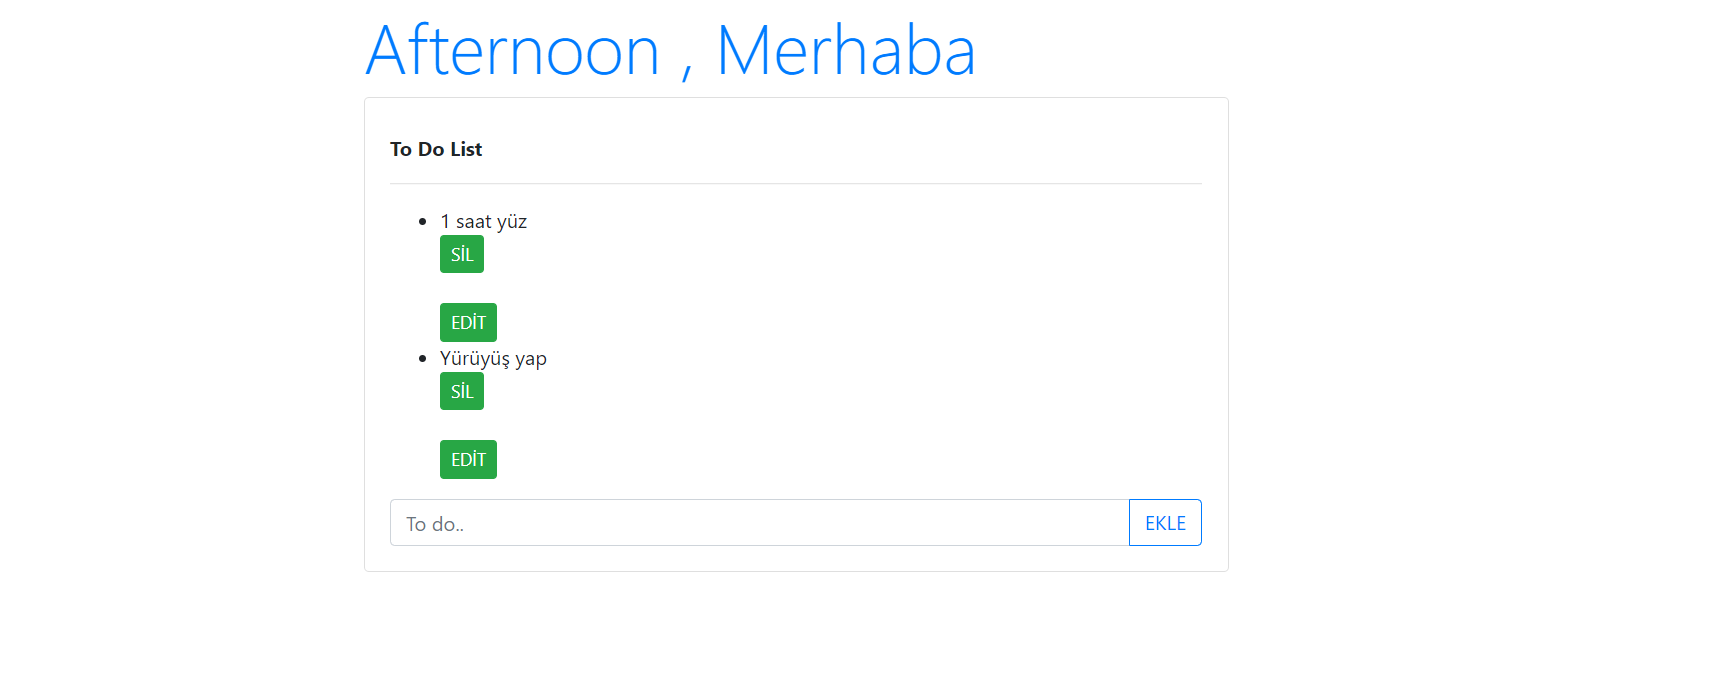 Afternoon , Merhaba
To Do List
1 saat yüz
SİL
EDİT
Yürüyüş yap
SİL
EDİT
To do.. EKLE